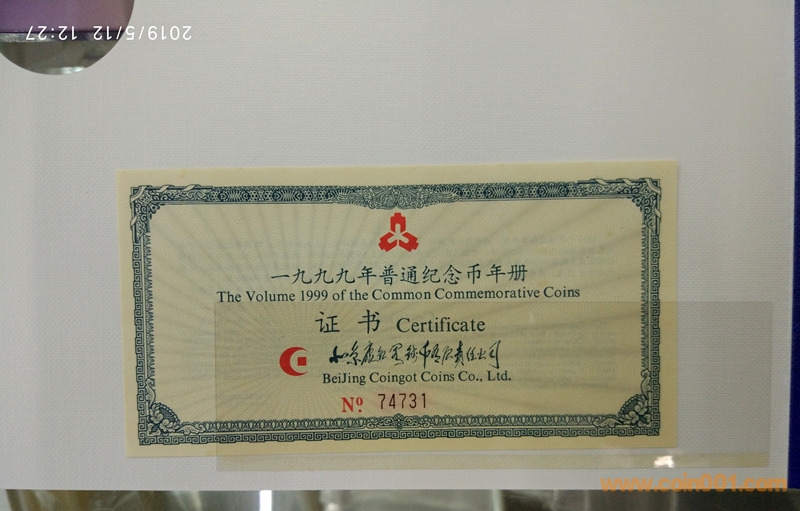 2019/5/12 12:27
一九九九年普通纪念币年册
The Volume 1999 of the Common Commemorative Coins
证书 Certificate
BeiJing Coingot Coins Co., Ltd.
Nº 74731
www.coin001.com